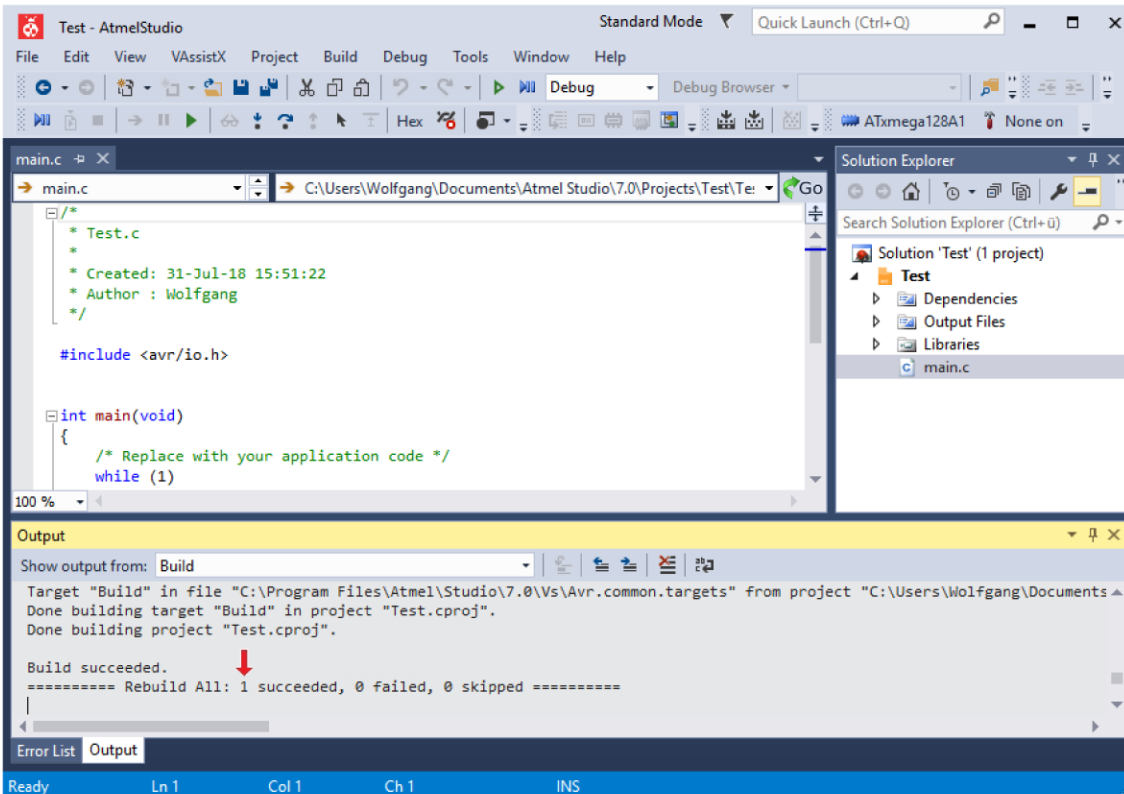 Test - AtmelStudio
Standard Mode
Quick Launch (Ctrl+Q)
File Edit View VAssistX Project Build Debug Tools Window Help
Debug
Debug Browser
Hex
ATxmega128A1
None on
main.c
main.c
C:\Users\Wolfgang\Documents\Atmel Studio\7.0\Projects\Test\Te
Go
/*
* Test.c
*
* Created: 31-Jul-18 15:51:22
* Author : Wolfgang
*/
#include <avr/io.h>
int main(void)
{
/* Replace with your application code */
while (1)
100 %
Solution Explorer
Search Solution Explorer (Ctrl+ü)
Solution 'Test' (1 project)
Test
Dependencies
Output Files
Libraries
main.c
Output
Show output from: Build
Target "Build" in file "C:\Program Files\Atmel\Studio\7.0\Vs\Avr.common.targets" from project "C:\Users\Wolfgang\Documents
Done building target "Build" in project "Test.cproj".
Done building project "Test.cproj".
Build succeeded.
========== Rebuild All: 1 succeeded, 0 failed, 0 skipped ==========
Error List Output
Ready Ln 1 Col 1 Ch 1 INS